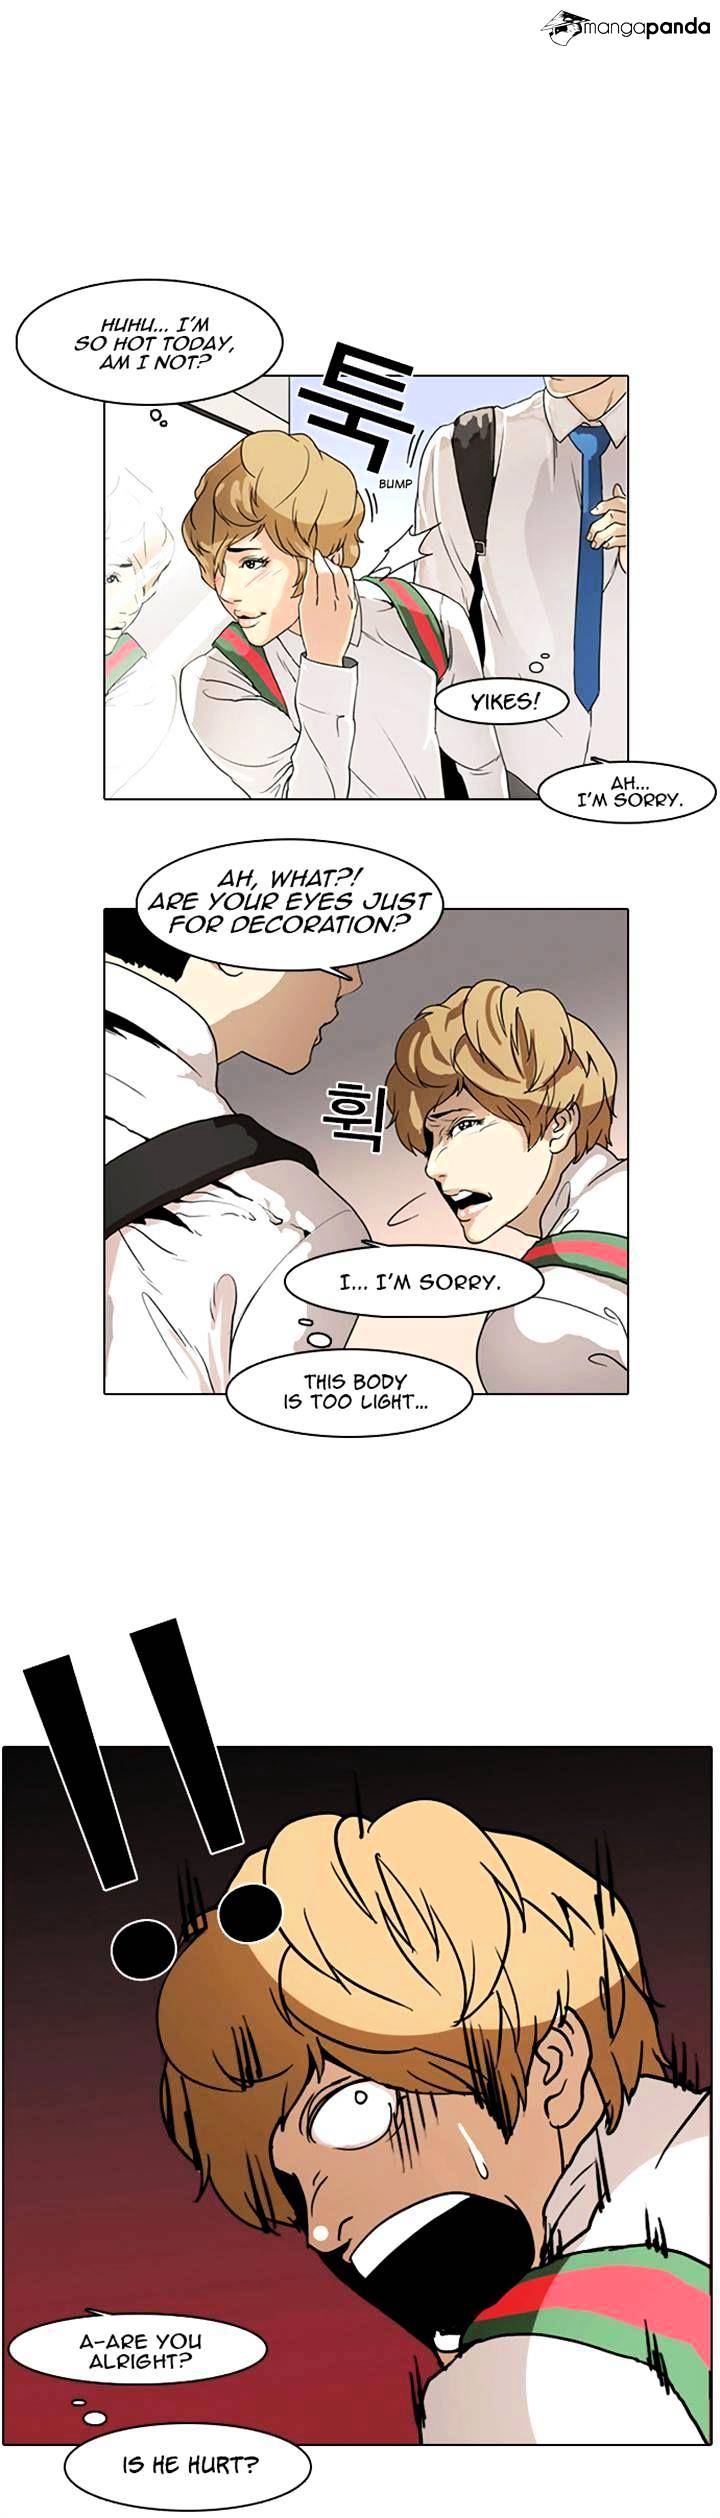 mangapanda
HUHU... I'M
SO HOT TODAY,
AM I NOT?
툭
BUMP
YIKES!
AH...
I'M SORRY.
AH, WHAT?!
ARE YOUR EYES JUST
FOR DECORATION?
휙
I... I'M SORRY.
THIS BODY
IS TOO LIGHT...
!!
A-ARE YOU
ALRIGHT?
IS HE HURT?